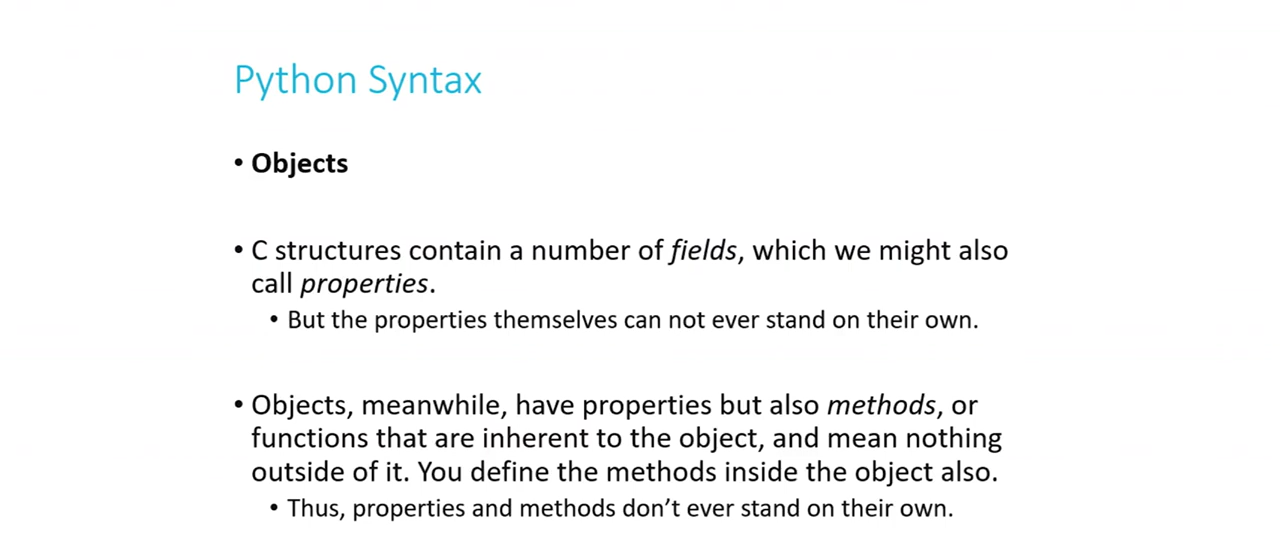 Python Syntax
• Objects
• C structures contain a number of fields, which we might also
call properties.
• But the properties themselves can not ever stand on their own.
• Objects, meanwhile, have properties but also methods, or
functions that are inherent to the object, and mean nothing
outside of it. You define the methods inside the object also.
• Thus, properties and methods don’t ever stand on their own.